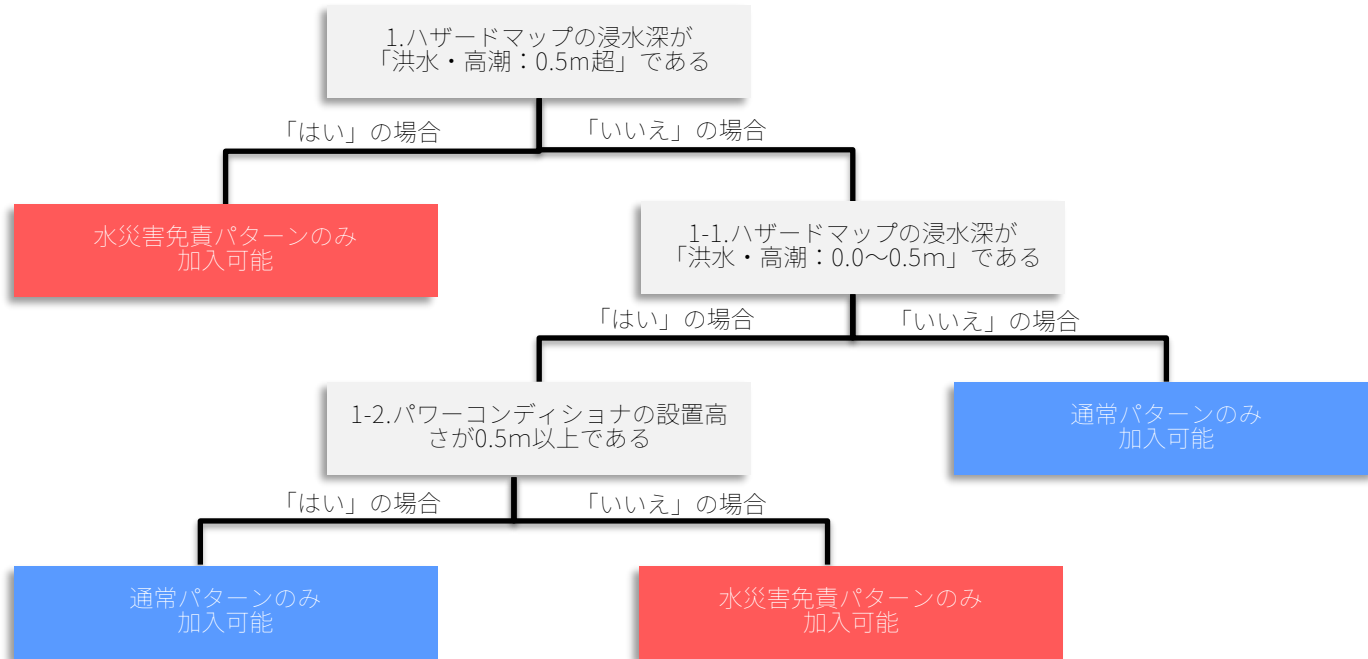 1.ハザードマップの浸水深が
「洪水・高潮：0.5m超」である
「はい」の場合
「いいえ」の場合
水災害免責パターンのみ
加入可能
1-1.ハザードマップの浸水深が
「洪水・高潮：0.0～0.5m」である
「はい」の場合
「いいえ」の場合
1-2.パワーコンディショナの設置高
さが0.5m以上である
通常パターンのみ
加入可能
「はい」の場合
「いいえ」の場合
通常パターンのみ
加入可能
水災害免責パターンのみ
加入可能